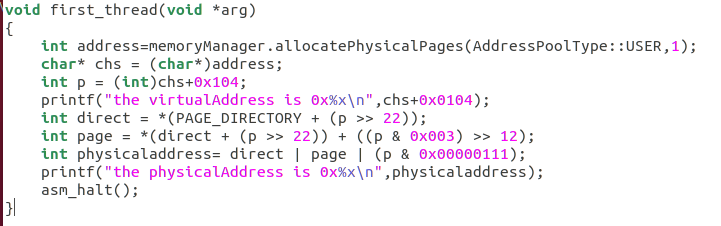 void first_thread(void *arg)
{
    int address=memoryManager.allocatePhysicalPages(AddressPoolType::USER,1);
    char* chs = (char*)address;
    int p = (int)chs+0x104;
    printf("the virtualAddress is 0x%x\n",chs+0x0104);
    int direct = *(PAGE_DIRECTORY + (p >> 22));
    int page = *(direct + (p >> 22)) + ((p & 0x003) >> 12);
    int physicaladdress= direct | page | (p & 0x00000111);
    printf("the physicalAddress is 0x%x\n",physicaladdress);
    asm_halt();
}